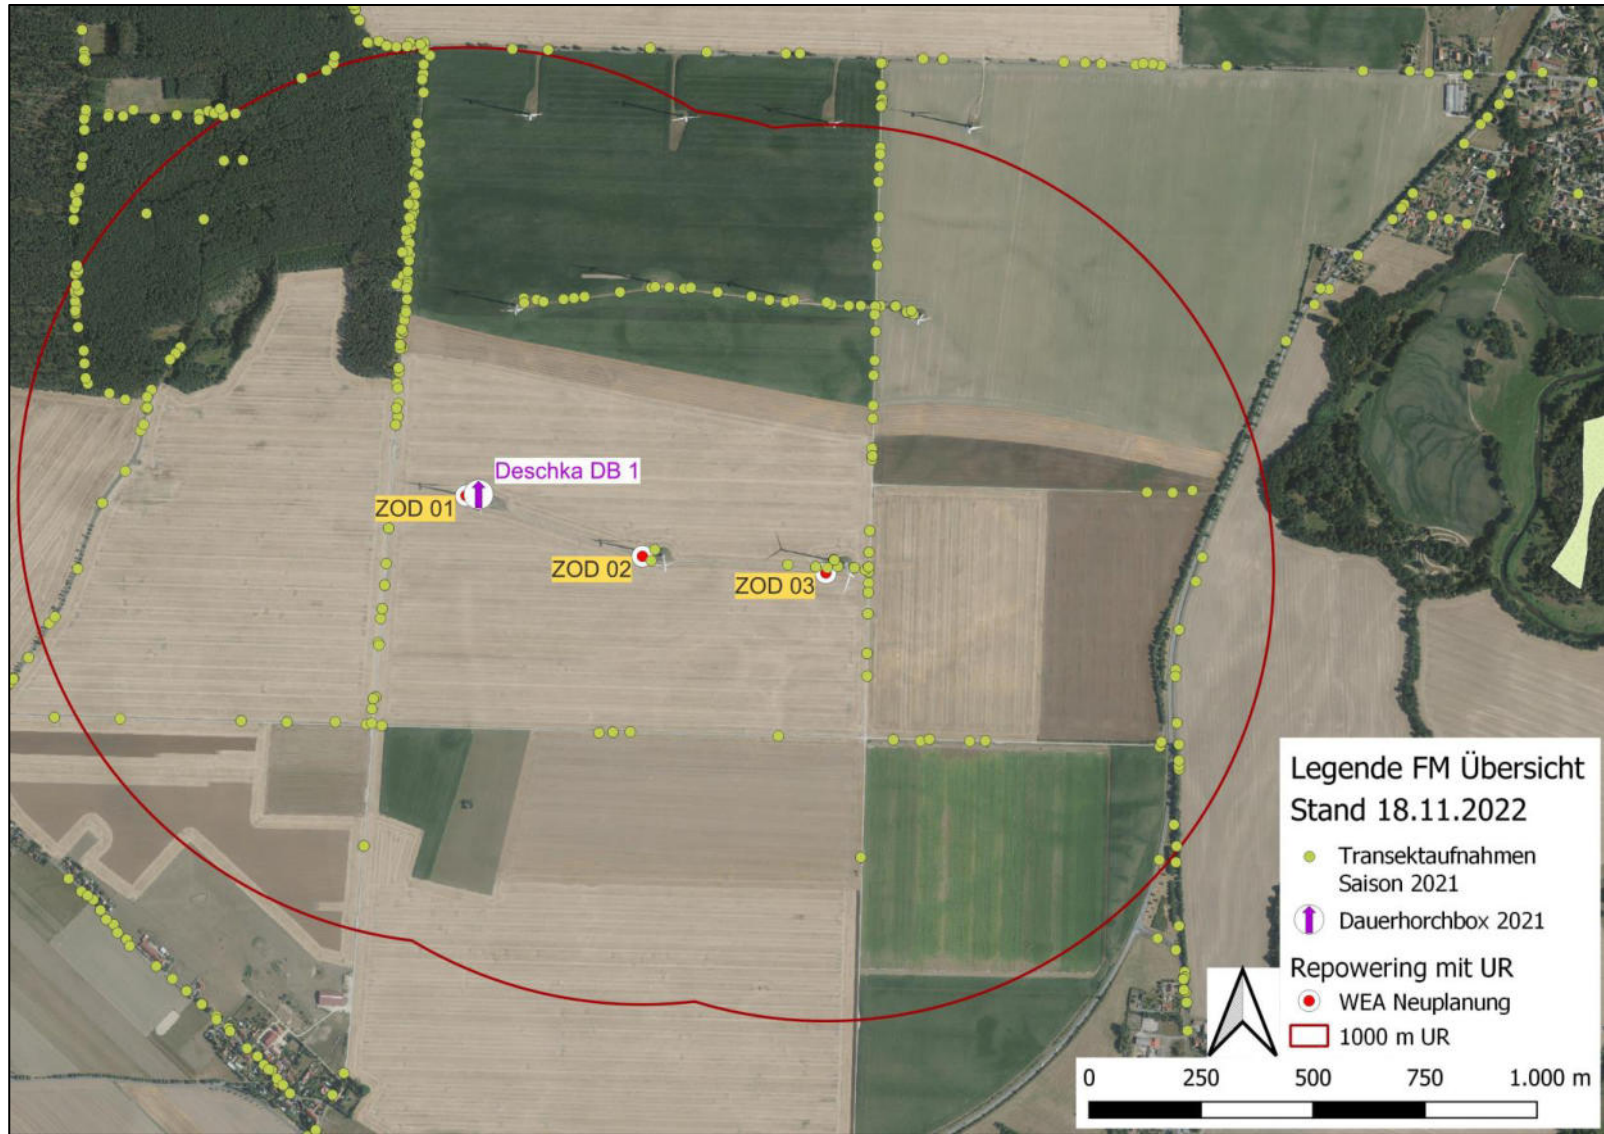 Deschka DB 1
ZOD 01
ZOD 02
ZOD 03
Legende FM Übersicht
Stand 18.11.2022
Transektaufnahmen
Saison 2021
Dauerhorchbox 2021
Repowering mit UR
WEA Neuplanung
1000 m UR
0 250 500 750 1.000 m